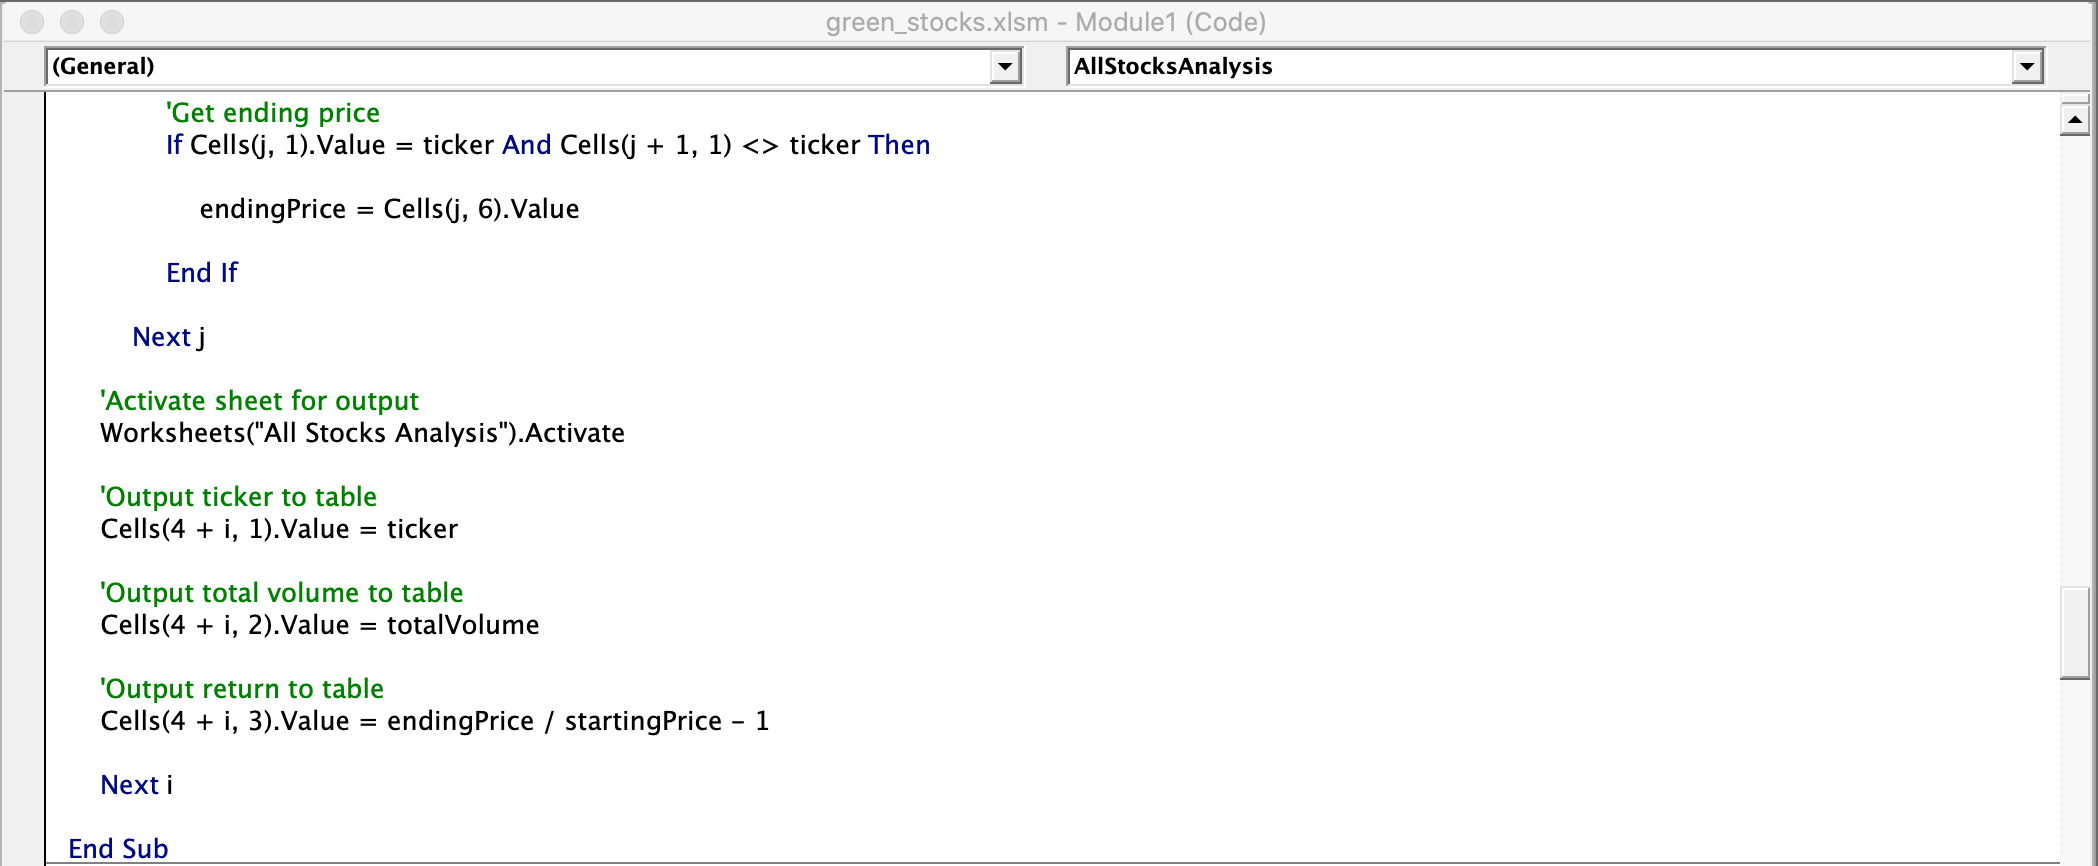 green_stocks.xlsm - Module1 (Code)
(General)
AllStocksAnalysis
'Get ending price
If Cells(j, 1).Value = ticker And Cells(j + 1, 1) <> ticker Then
endingPrice = Cells(j, 6).Value
End If
Next j
'Activate sheet for output
Worksheets("All Stocks Analysis").Activate
'Output ticker to table
Cells(4 + i, 1).Value = ticker
'Output total volume to table
Cells(4 + i, 2).Value = totalVolume
'Output return to table
Cells(4 + i, 3).Value = endingPrice / startingPrice - 1
Next i
End Sub